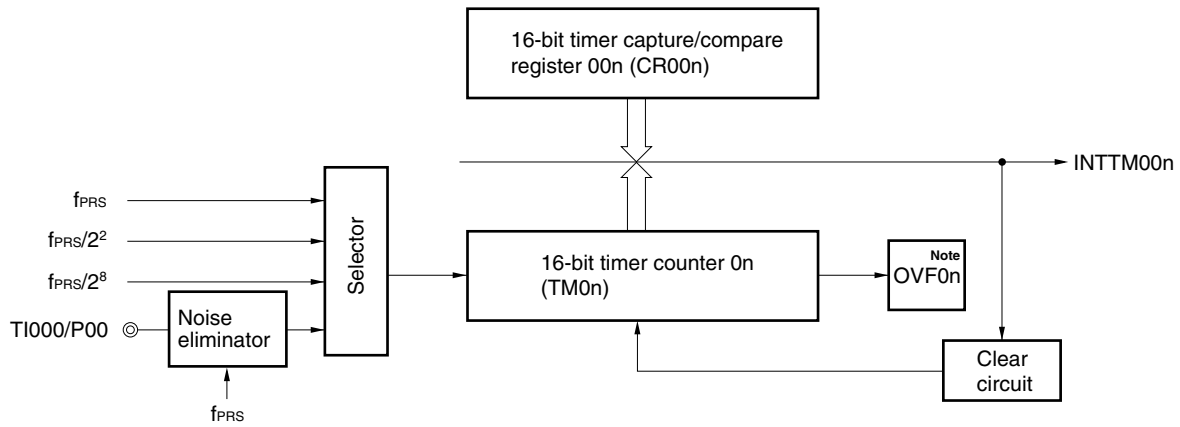 16-bit timer capture/compare
register 00n (CR00n)
INTTM00n
fPRS
fPRS/2²
fPRS/2⁸
TI000/P00
Noise
eliminator
fPRS
Selector
16-bit timer counter 0n
(TM0n)
Note
OVF0n
Clear
circuit